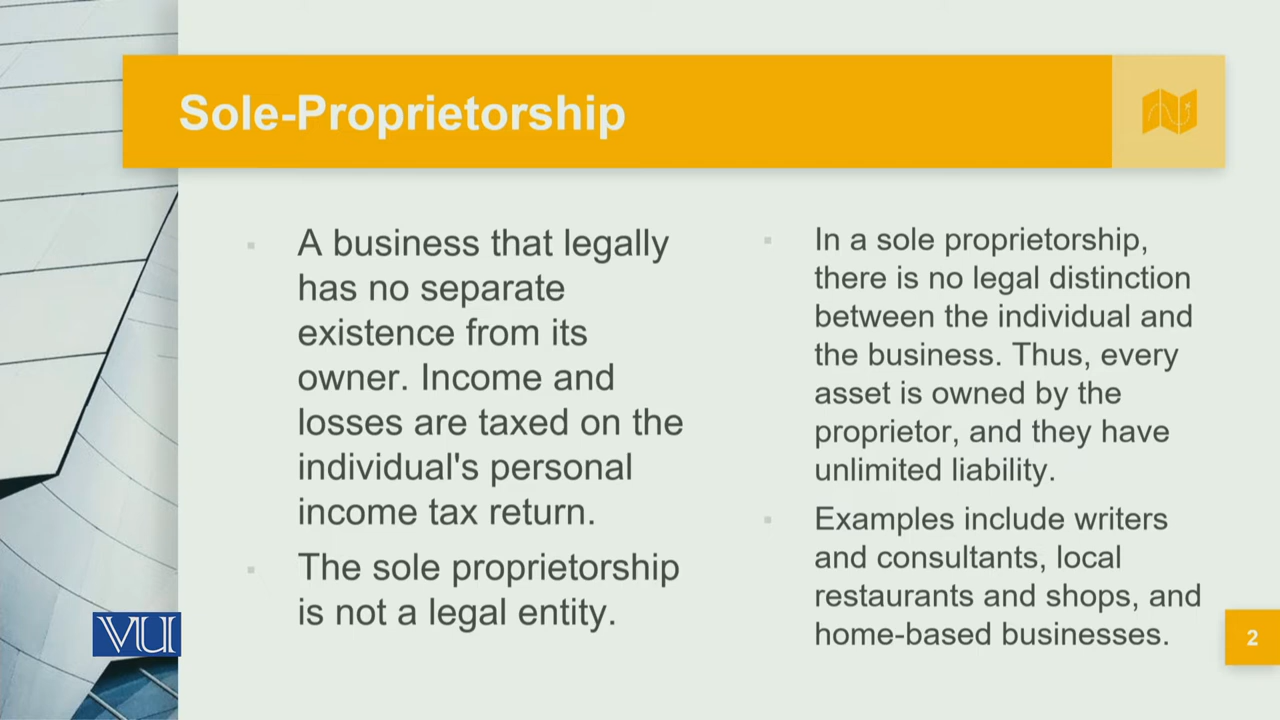 Sole-Proprietorship
A business that legally
has no separate
existence from its
owner. Income and
losses are taxed on the
individual's personal
income tax return.
The sole proprietorship
is not a legal entity.
In a sole proprietorship,
there is no legal distinction
between the individual and
the business. Thus, every
asset is owned by the
proprietor, and they have
unlimited liability.
Examples include writers
and consultants, local
restaurants and shops, and
home-based businesses.
VU
2